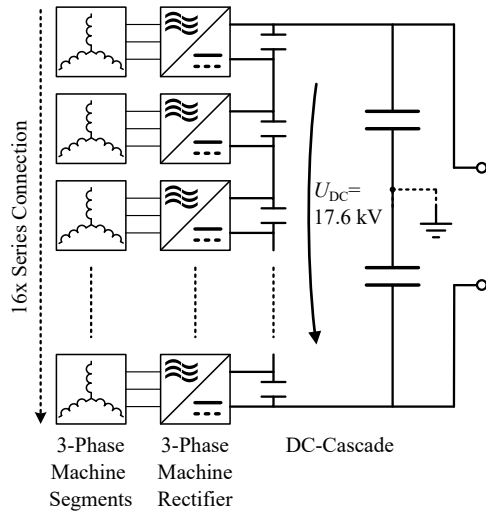 16x Series Connection
U_DC=
17.6 kV
3-Phase
Machine
Segments
3-Phase
Machine
Rectifier
DC-Cascade